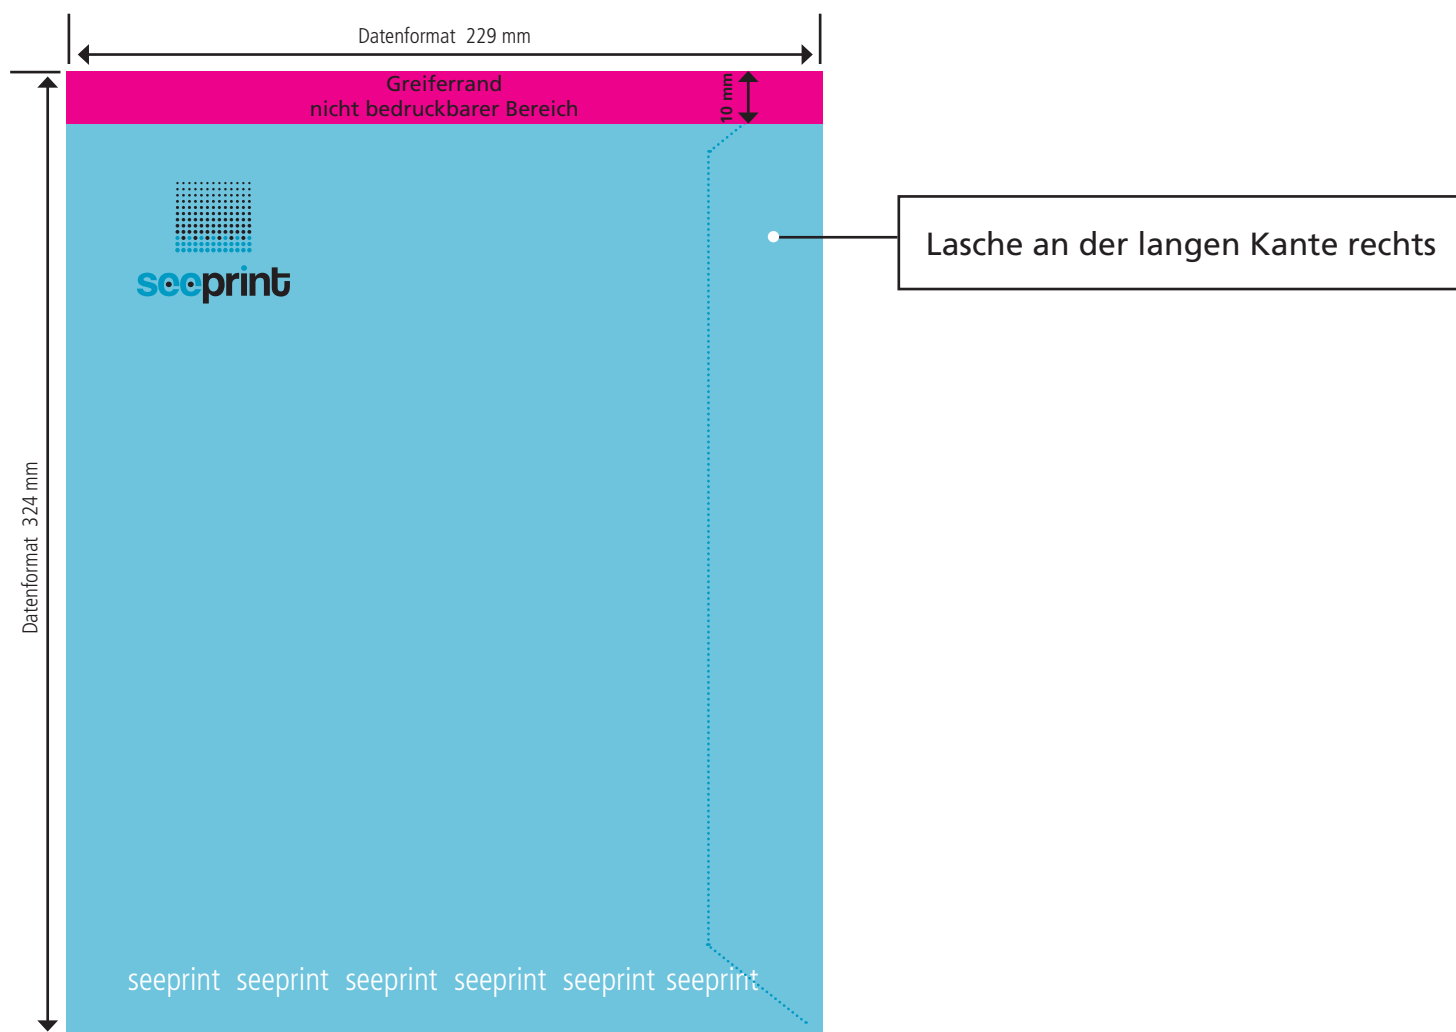 Datenformat 229 mm
Greiferrand
nicht bedruckbarer Bereich
10 mm
seeprint
Lasche an der langen Kante rechts
Datenformat 324 mm
seeprint seeprint seeprint seeprint seeprint seeprint